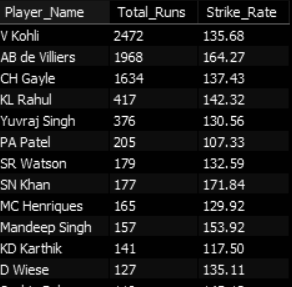 Player_Name Total_Runs Strike_Rate
V Kohli 2472 135.68
AB de Villiers 1968 164.27
CH Gayle 1634 137.43
KL Rahul 417 142.32
Yuvraj Singh 376 130.56
PA Patel 205 107.33
SR Watson 179 132.59
SN Khan 177 171.84
MC Henriques 165 129.92
Mandeep Singh 157 153.92
KD Karthik 141 117.50
D Wiese 127 135.11